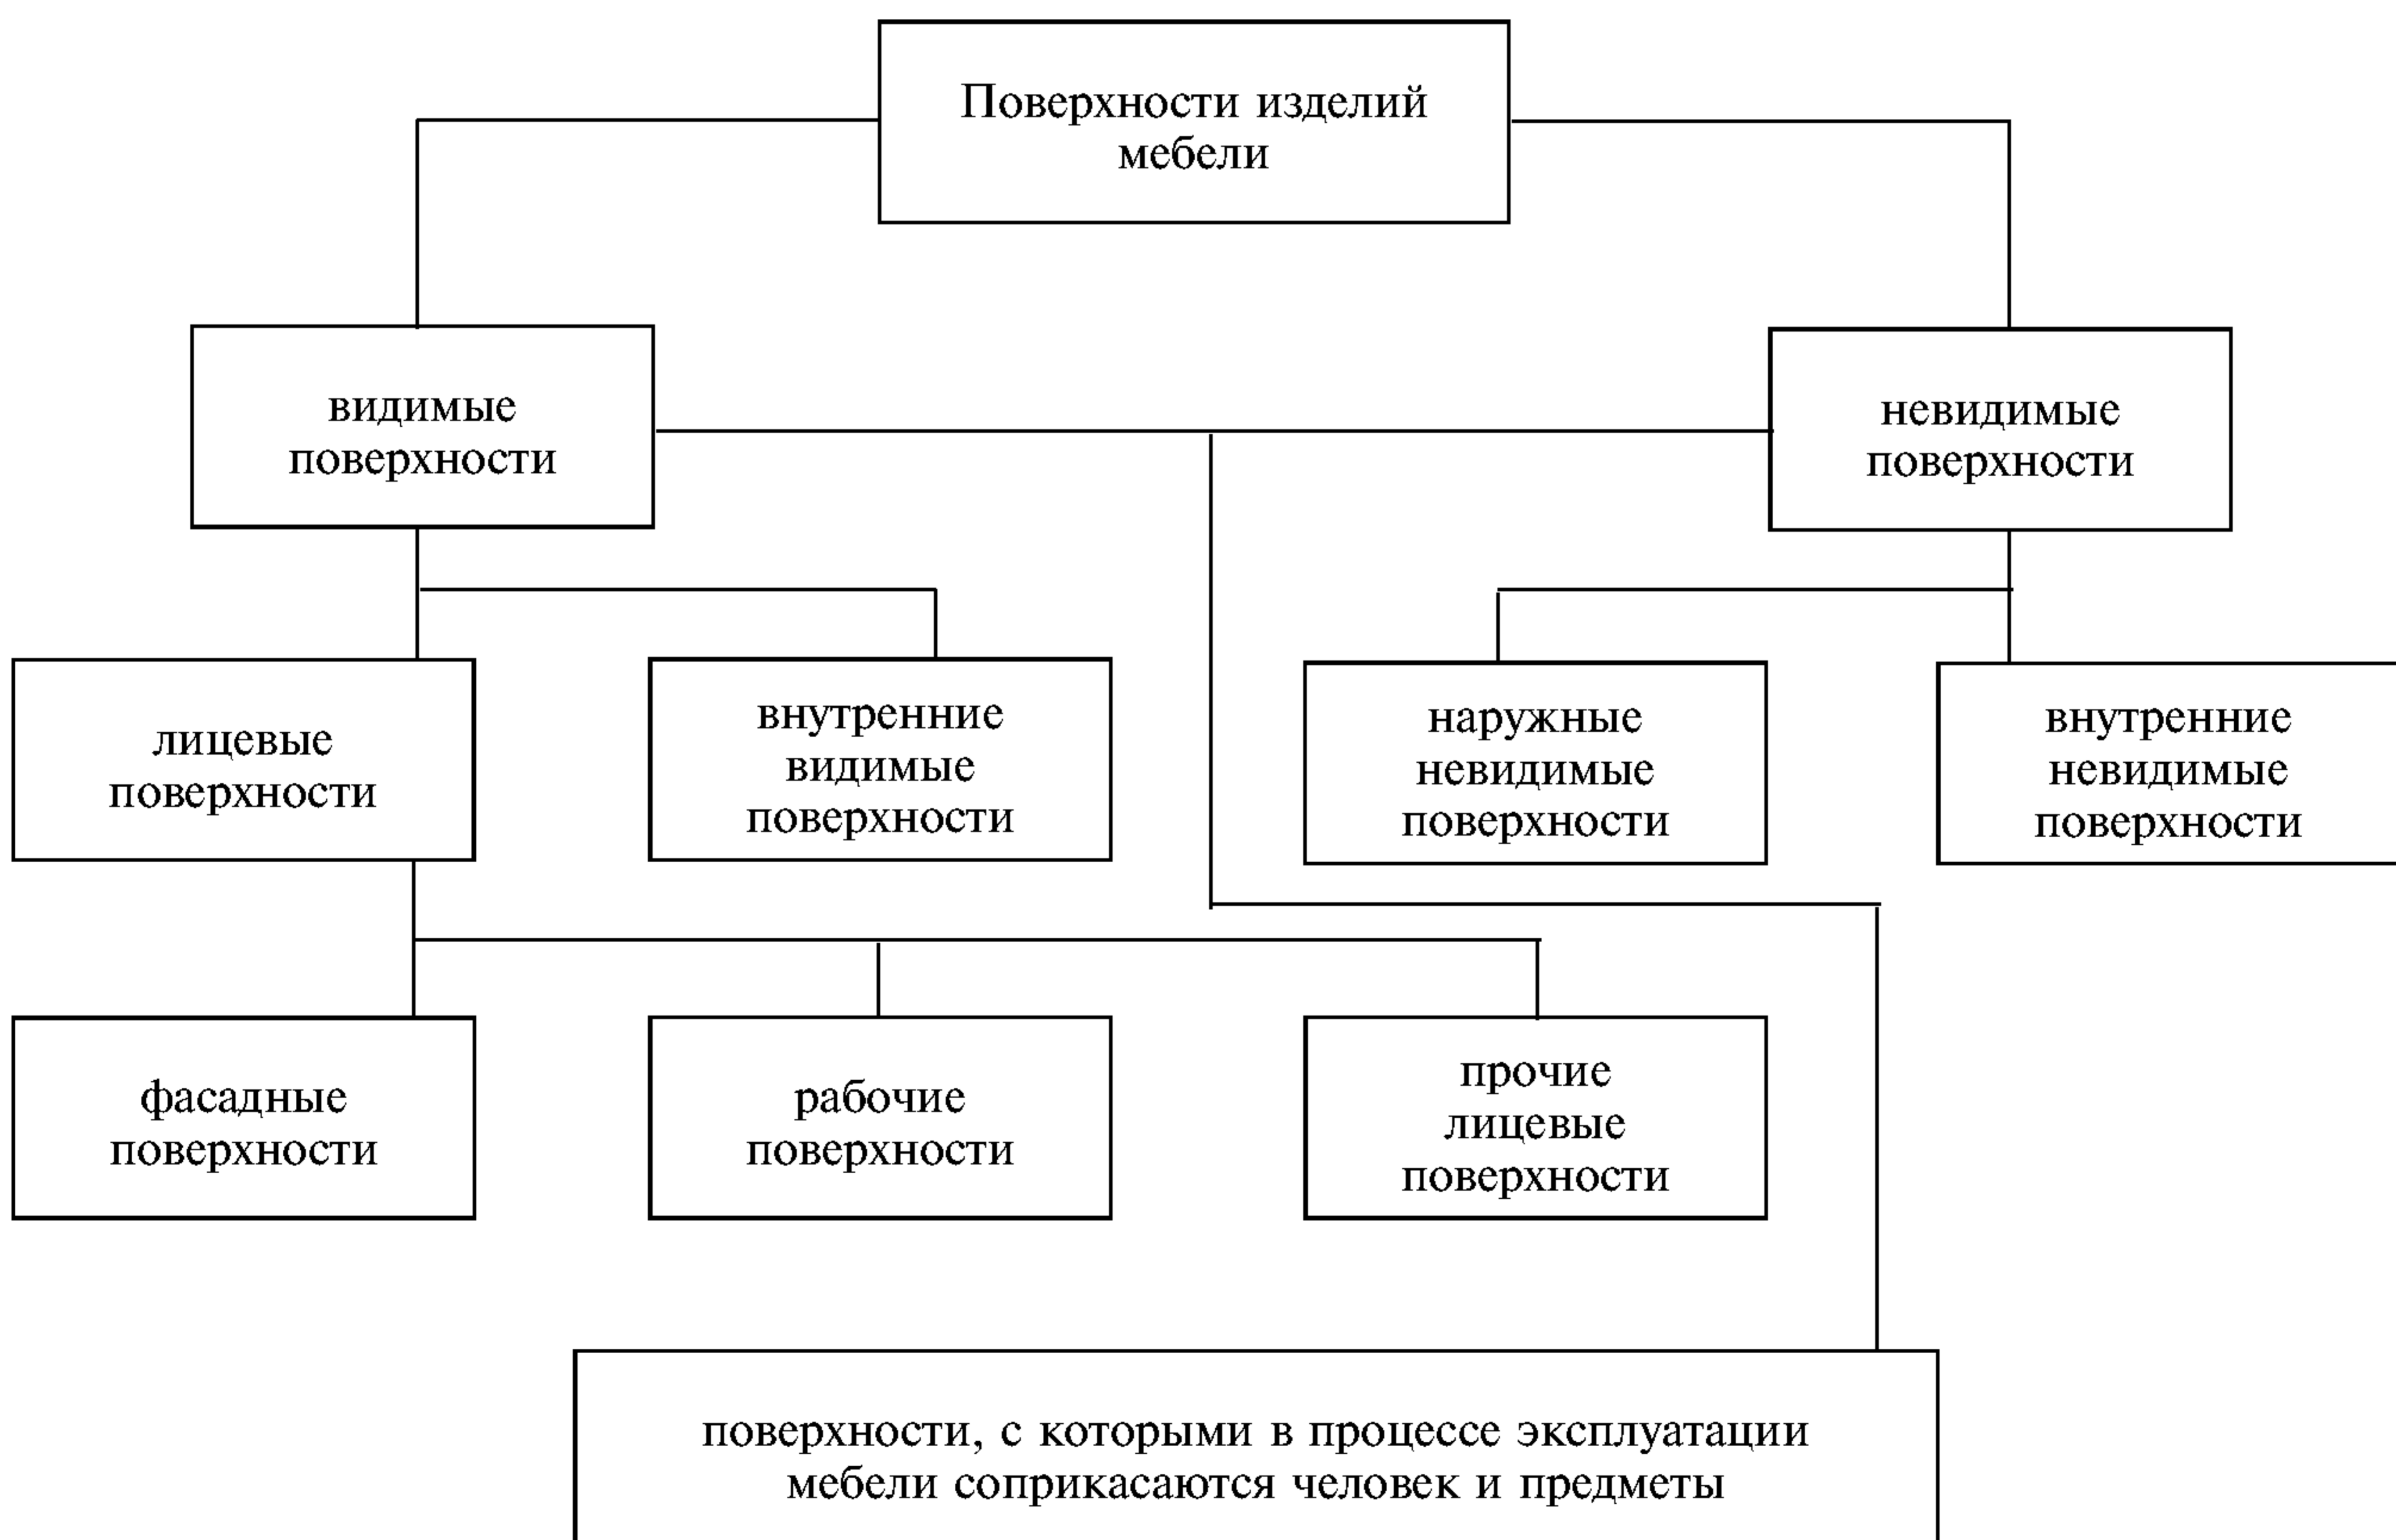 Поверхности изделий
мебели
видимые
поверхности
невидимые
поверхности
лицевые
поверхности
внутренние
видимые
поверхности
наружные
невидимые
поверхности
внутренние
невидимые
поверхности
фасадные
поверхности
рабочие
поверхности
прочие
лицевые
поверхности
поверхности, с которыми в процессе эксплуатации
мебели соприкасаются человек и предметы